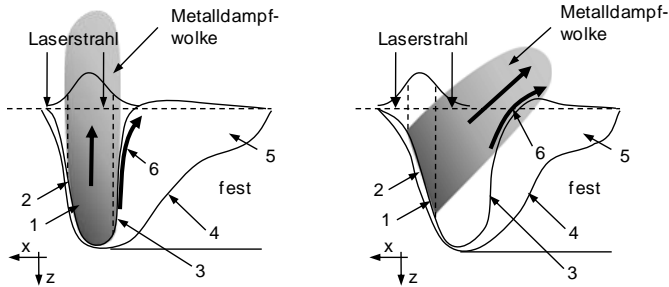 Metalldampf-
wolke
Laserstrahl
6
5
2
1
fest
4
3
x
z
Metalldampf-
wolke
Laserstrahl
6
5
2
1
fest
4
3
x
z